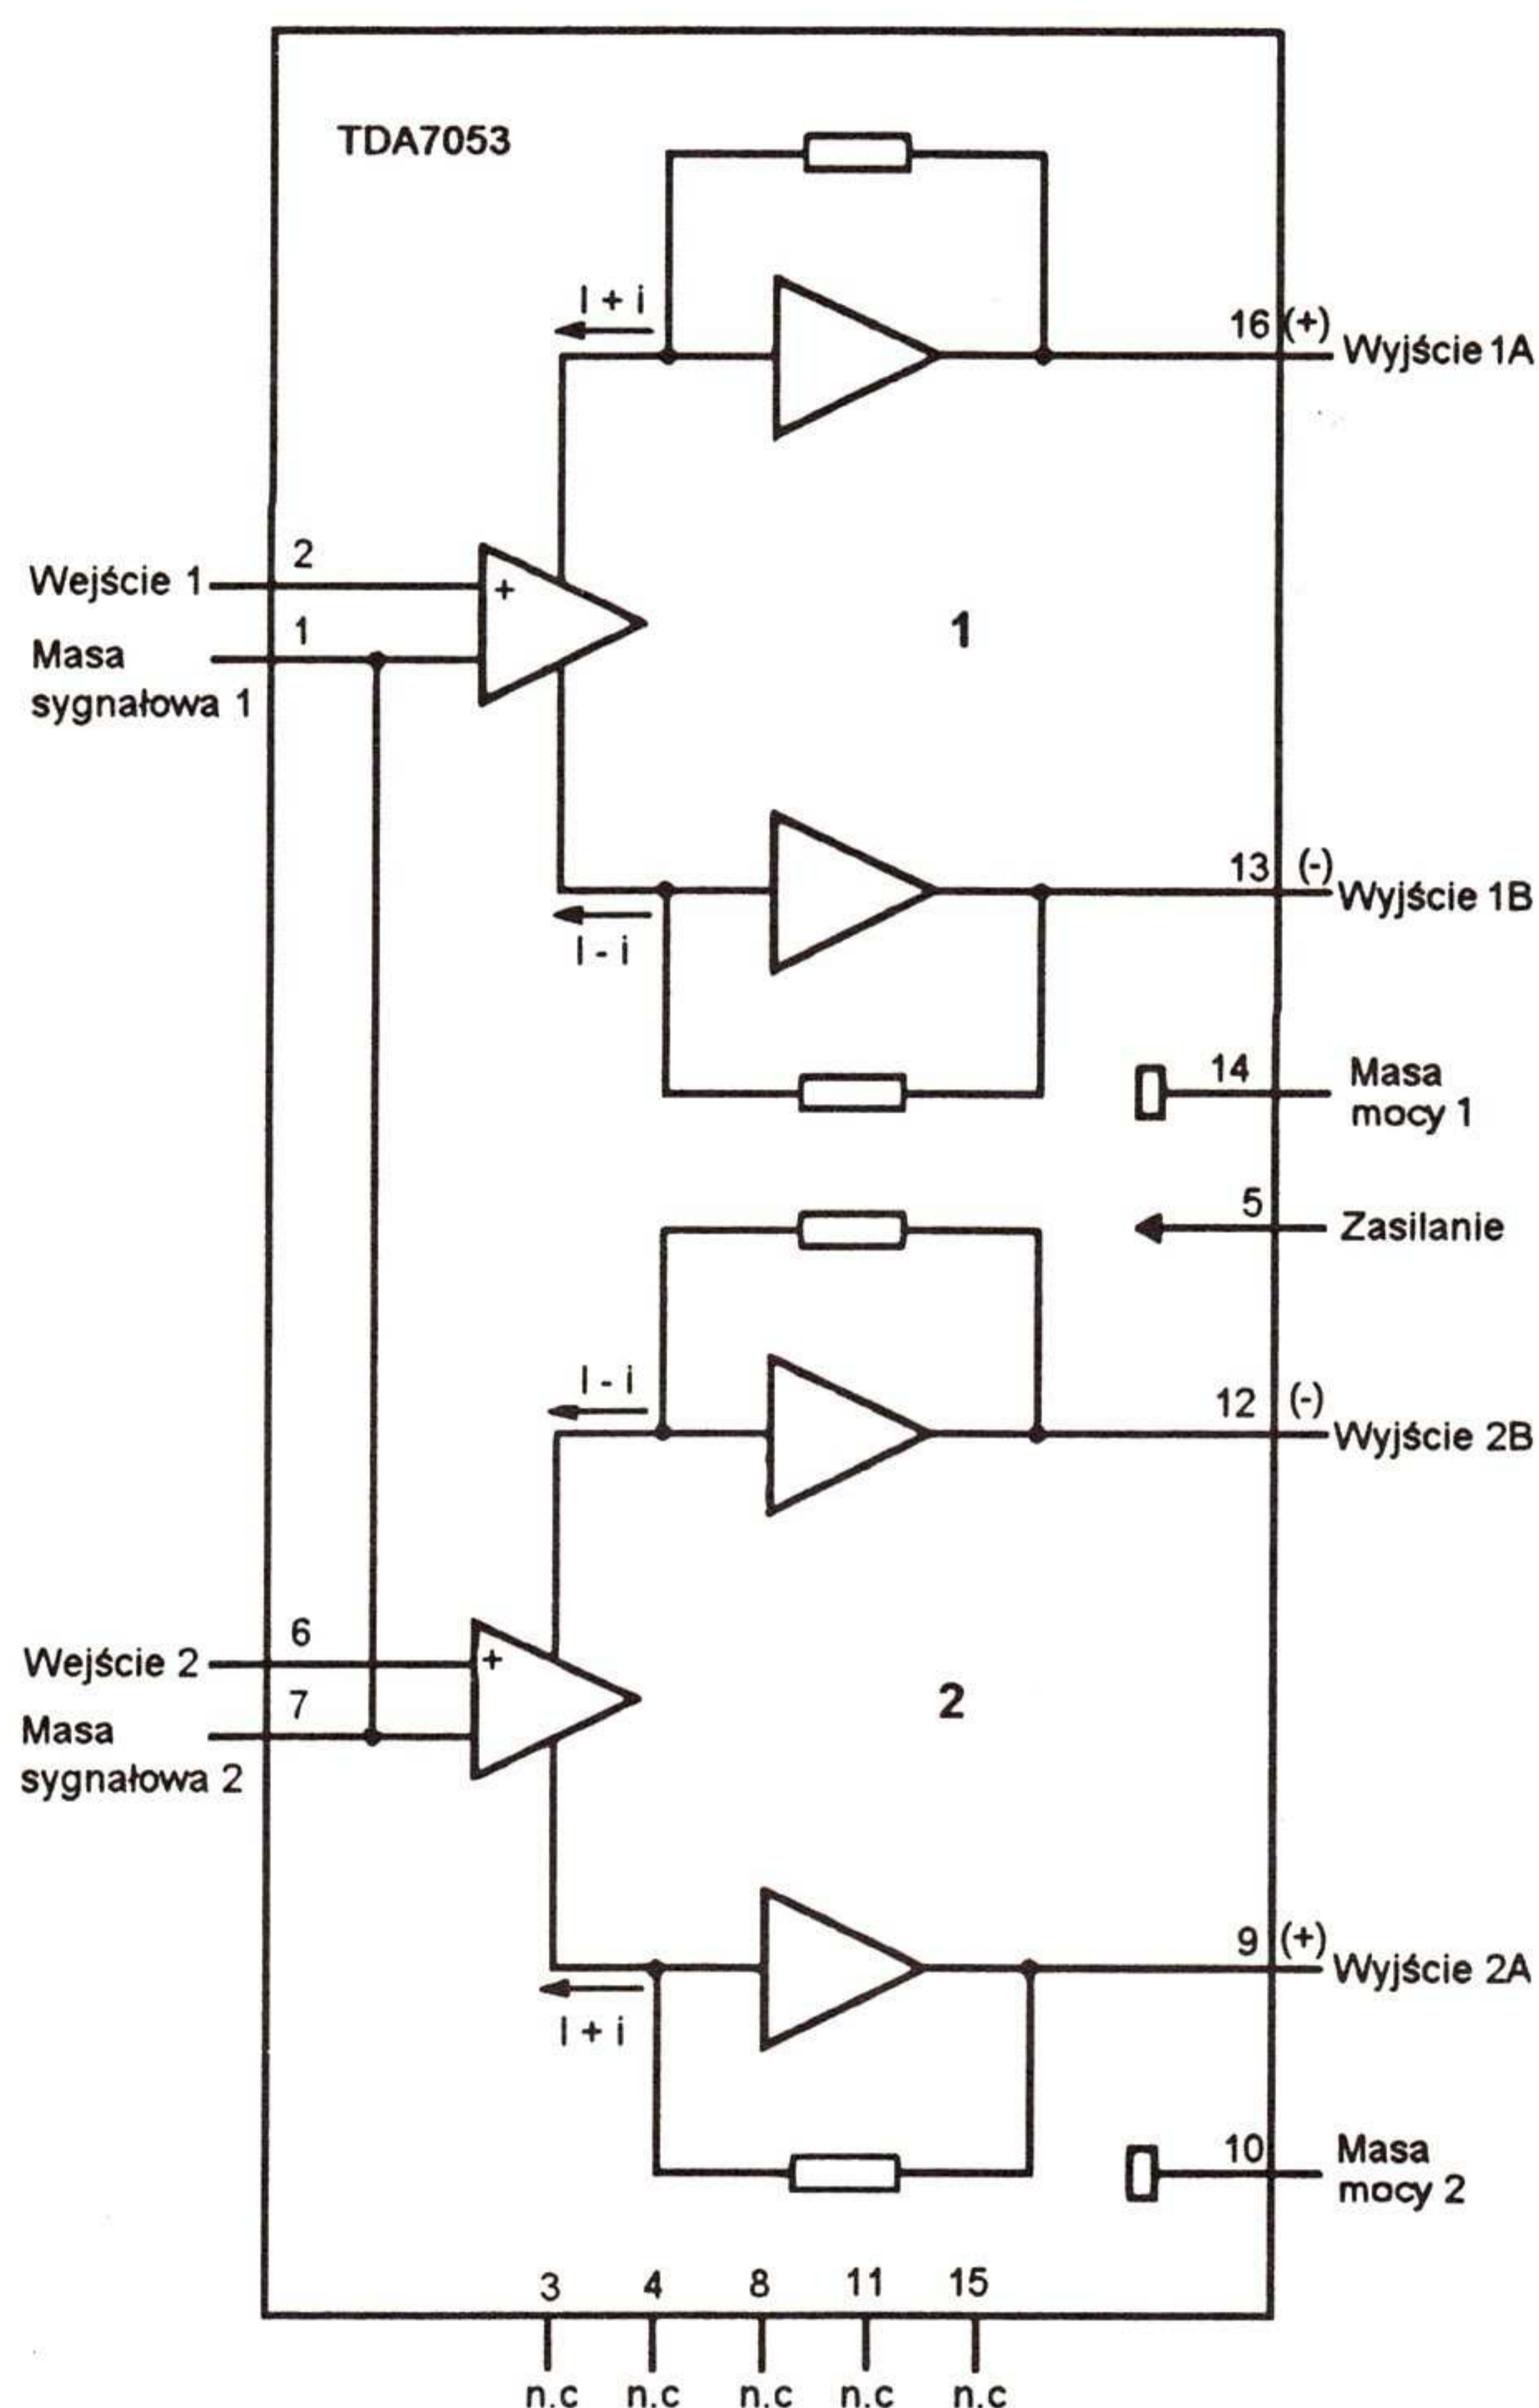 TDA7053
I + i
16 (+)
Wyjście 1A
2
Wejście 1
+
1
1
Masa
sygnałowa 1
13 (-)
Wyjście 1B
I - i
14
Masa
mocy 1
5
Zasilanie
I - i
12 (-)
Wyjście 2B
6
Wejście 2
+
7
2
Masa
sygnałowa 2
9 (+)
Wyjście 2A
I + i
10
Masa
mocy 2
3 4 8 11 15
n.c n.c n.c n.c n.c